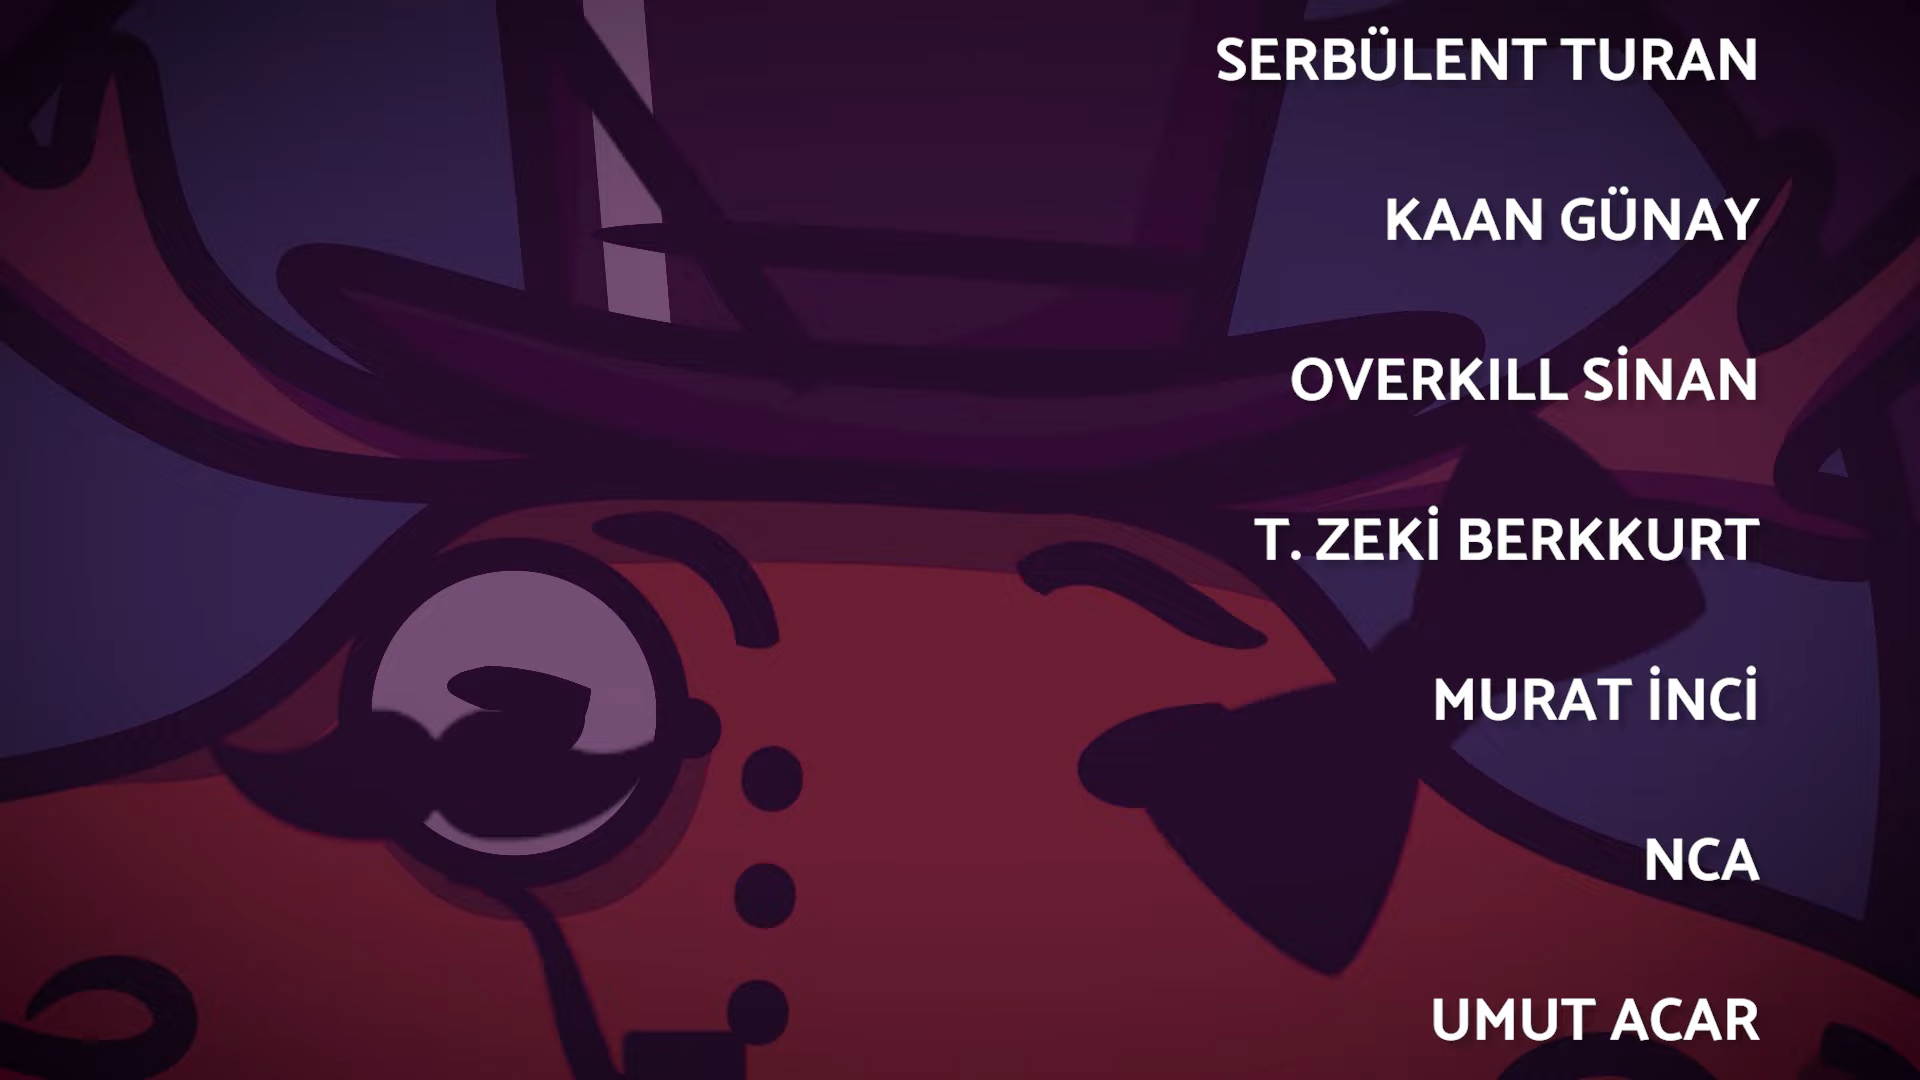 SERBÜLENT TURAN
KAAN GÜNAY
OVERKILL SİNAN
T. ZEKİ BERKKURT
MURAT İNCİ
NCA
UMUT ACAR